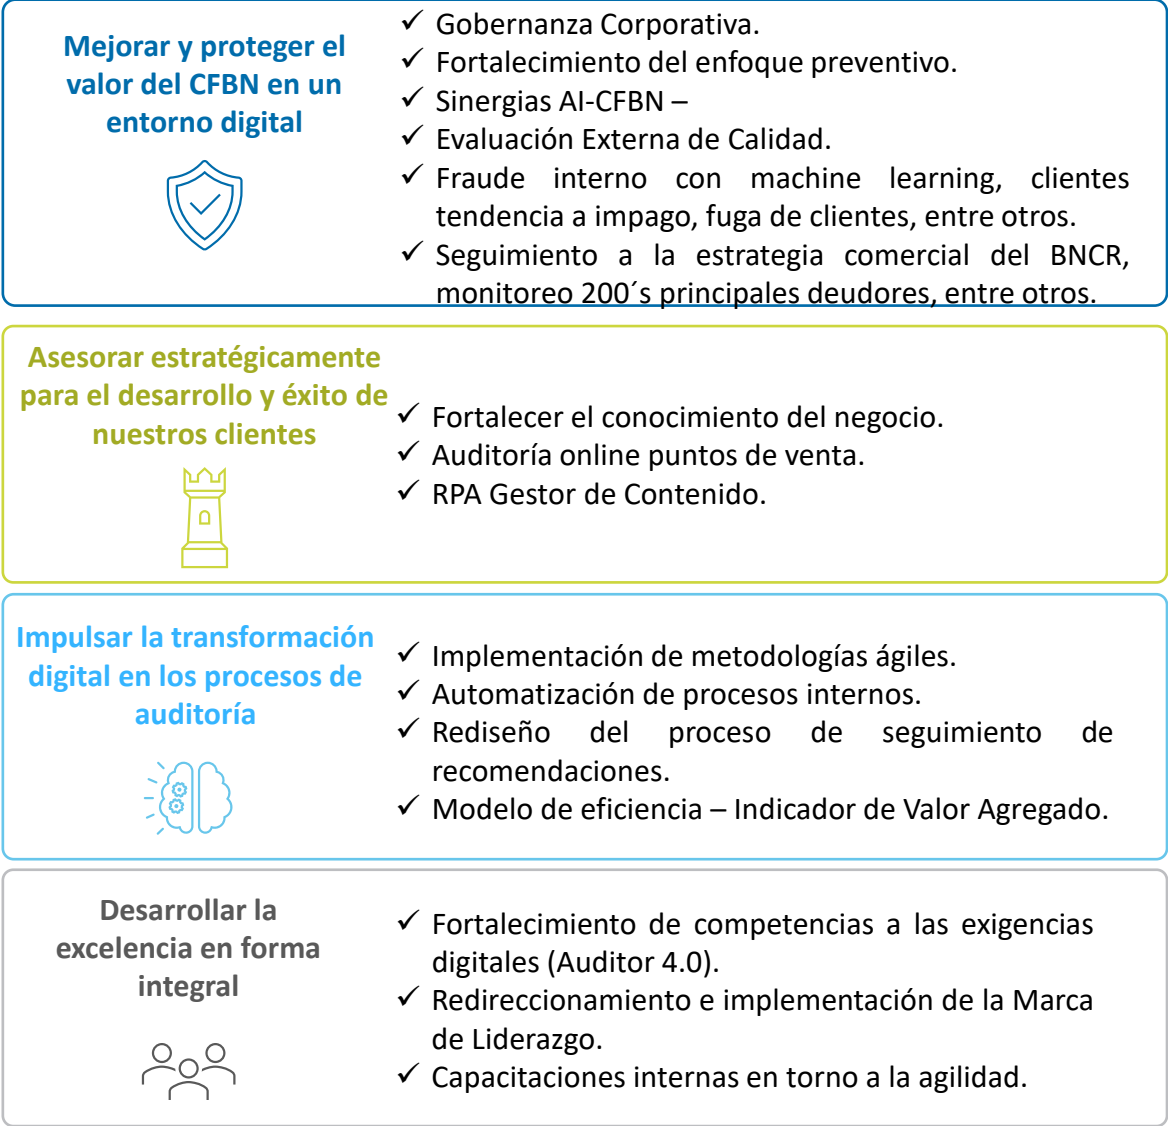 Mejorar y proteger el
valor del CFBN en un
entorno digital
✓ Gobernanza Corporativa.
✓ Fortalecimiento del enfoque preventivo.
✓ Sinergias AI-CFBN –
✓ Evaluación Externa de Calidad.
✓ Fraude interno con machine learning, clientes
tendencia a impago, fuga de clientes, entre otros.
✓ Seguimiento a la estrategia comercial del BNCR,
monitoreo 200´s principales deudores, entre otros.
Asesorar estratégicamente
para el desarrollo y éxito de
nuestros clientes
✓ Fortalecer el conocimiento del negocio.
✓ Auditoría online puntos de venta.
✓ RPA Gestor de Contenido.
Impulsar la transformación
digital en los procesos de
auditoría
✓ Implementación de metodologías ágiles.
✓ Automatización de procesos internos.
✓ Rediseño del proceso de seguimiento de
recomendaciones.
✓ Modelo de eficiencia – Indicador de Valor Agregado.
Desarrollar la
excelencia en forma
integral
✓ Fortalecimiento de competencias a las exigencias
digitales (Auditor 4.0).
✓ Redireccionamiento e implementación de la Marca
de Liderazgo.
✓ Capacitaciones internas en torno a la agilidad.